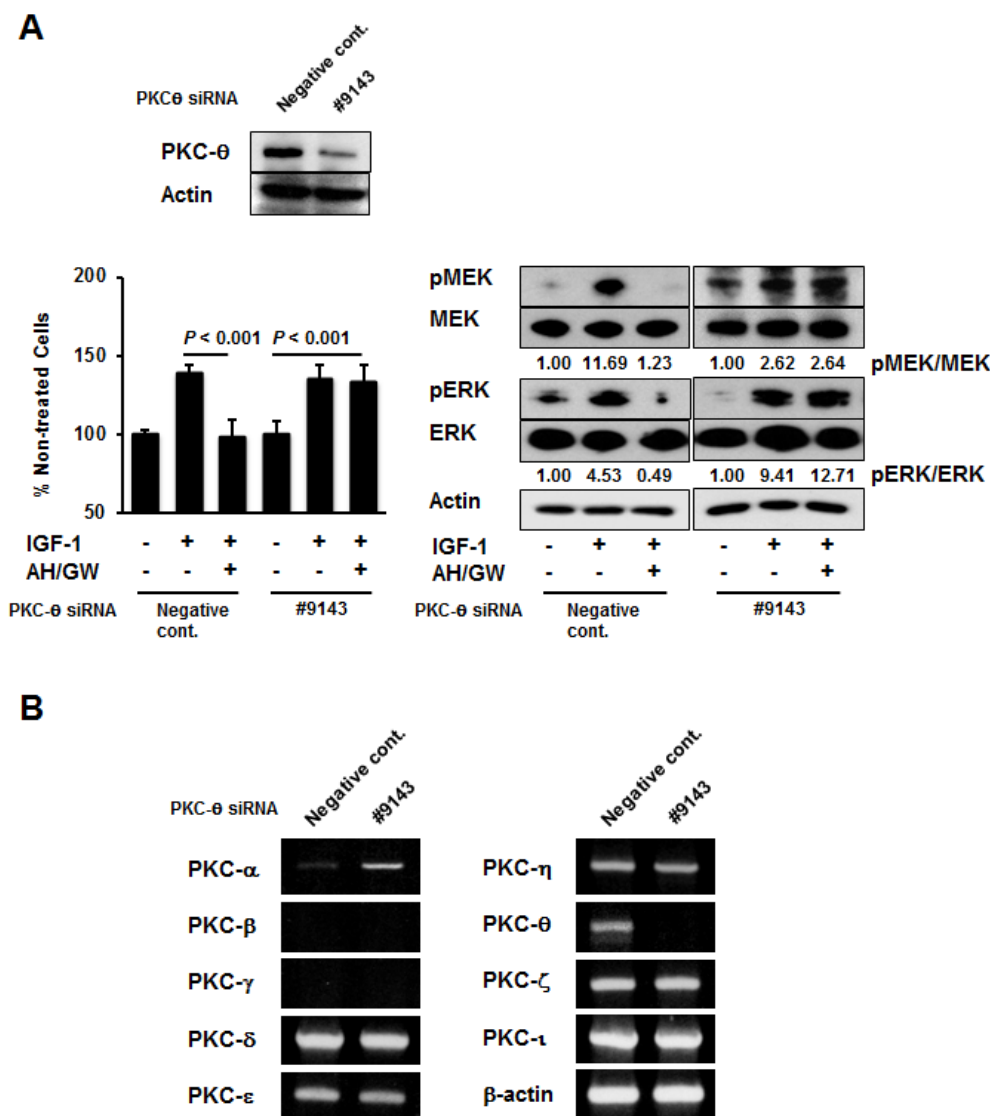 A
Negative cont.
#9143
PKCθ siRNA
PKC-θ
Actin
200
150
100
50
% Non-treated Cells
P < 0.001
P < 0.001
IGF-1 - + + - + +
AH/GW - - + - - +
PKC-θ siRNA Negative cont. #9143
pMEK
MEK
1.00 11.69 1.23 1.00 2.62 2.64 pMEK/MEK
pERK
ERK
1.00 4.53 0.49 1.00 9.41 12.71 pERK/ERK
Actin
IGF-1 - + + - + +
AH/GW - - + - - +
PKC-θ siRNA Negative cont. #9143
B
PKC-θ siRNA
Negative cont.
#9143
PKC-α
PKC-β
PKC-γ
PKC-δ
PKC-ε
Negative cont.
#9143
PKC-η
PKC-θ
PKC-ζ
PKC-ι
β-actin